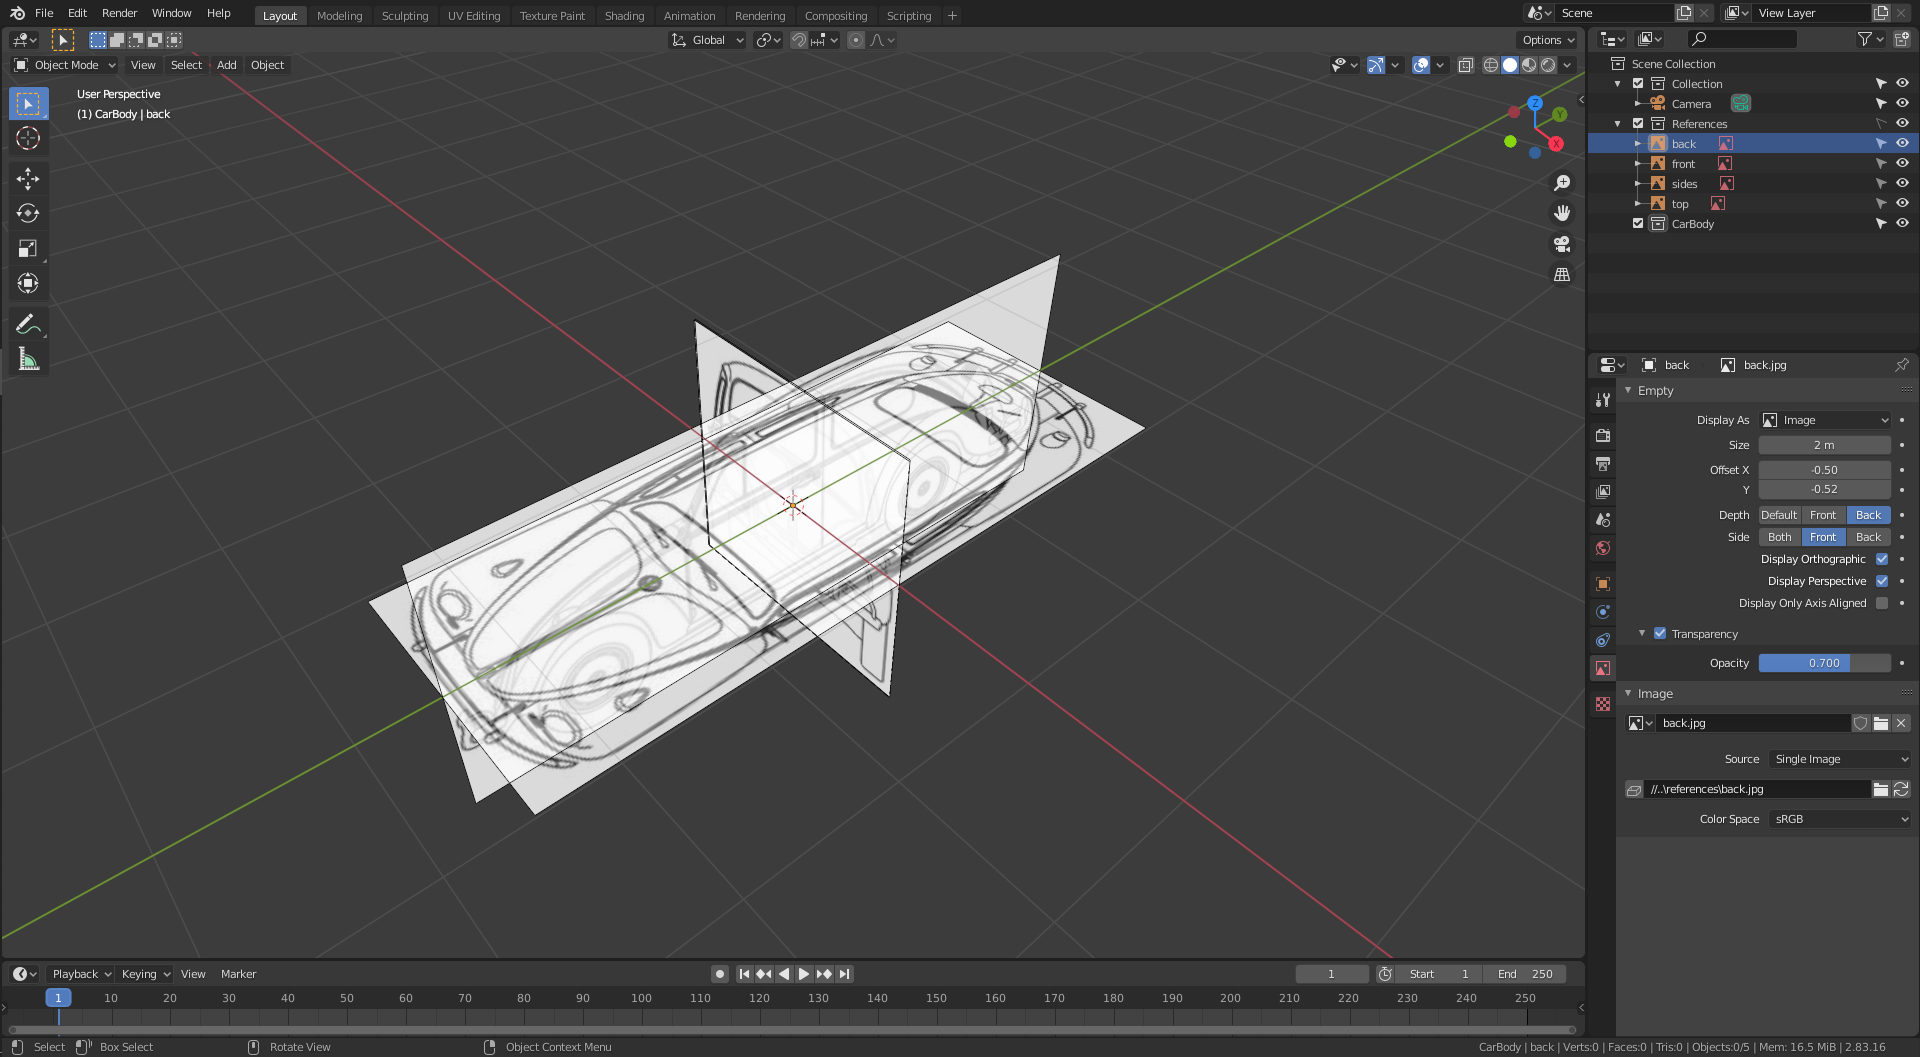 File Edit Render Window Help
Layout Modeling Sculpting UV Editing Texture Paint Shading Animation Rendering Compositing Scripting +
Scene
View Layer
Global
Options
Object Mode View Select Add Object
User Perspective
(1) CarBody | back
Z
Y
X
Scene Collection
Collection
Camera
References
back
front
sides
top
CarBody
back back.jpg
Empty
Display As Image
Size 2 m
Offset X -0.50
Y -0.52
Depth Default Front Back
Side Both Front Back
Display Orthographic
Display Perspective
Display Only Axis Aligned
Transparency
Opacity 0.700
Image
back.jpg
Source Single Image
//..\references\back.jpg
Color Space sRGB
Playback Keying View Marker
1 Start 1 End 250
1 10 20 30 40 50 60 70 80 90 100 110 120 130 140 150 160 170 180 190 200 210 220 230 240 250
Select Box Select Rotate View Object Context Menu
CarBody | back | Verts:0 | Faces:0 | Tris:0 | Objects:0/5 | Mem: 16.5 MiB | 2.83.16